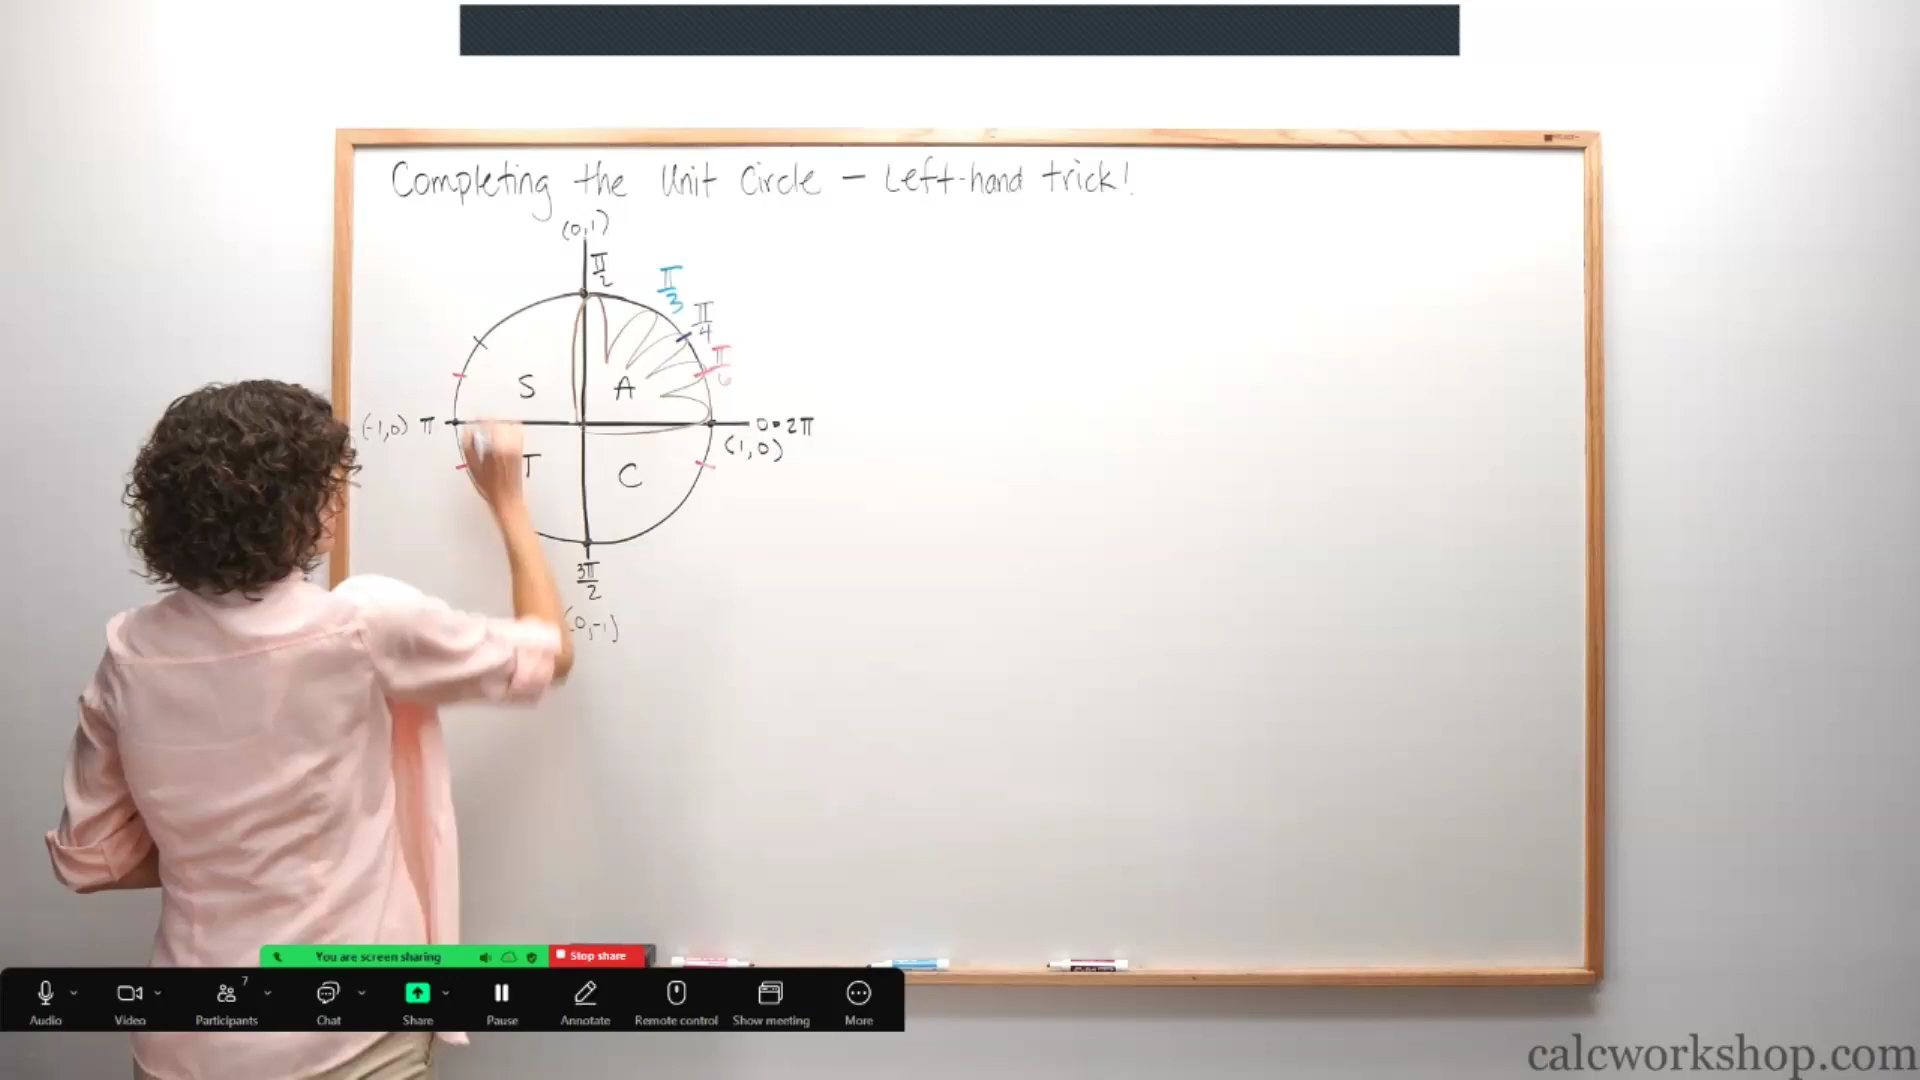 Completing the Unit Circle - Left-hand trick!
(0,1)
π/2
π/3
π/4
π/6
S
A
(-1,0) π
0 • 2π
(1,0)
T
C
3π/2
(0,-1)
You are screen sharing
Stop share
7
Audio
Video
Participants
Chat
Share
Pause
Annotate
Remote control
Show meeting
More
calcworkshop.com